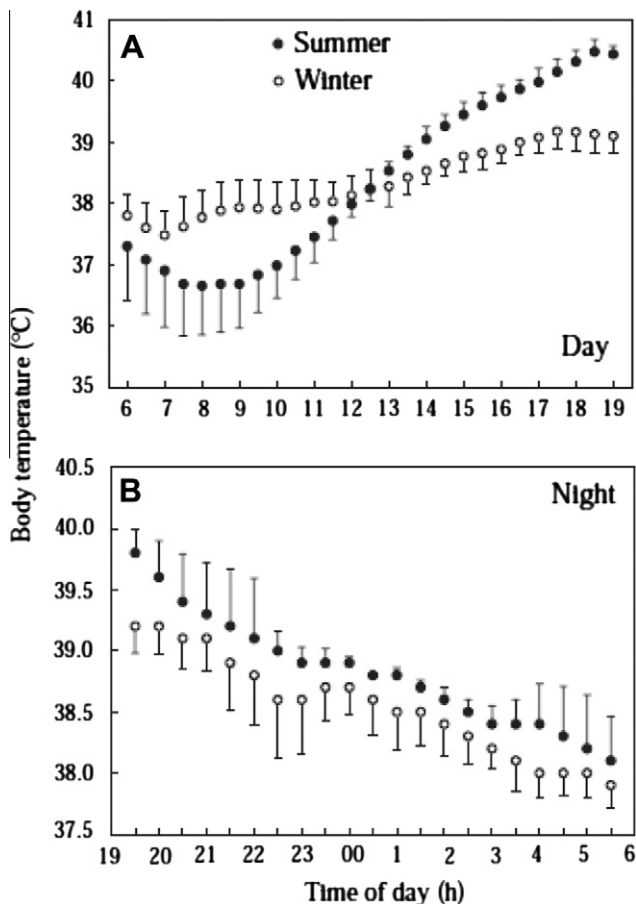 41
A
Summer
40
Winter
39
38
37
36
Day
35
6 7 8 9 10 11 12 13 14 15 16 17 18 19
Body temperature (°C)
40.5
B
Night
40.0
39.5
39.0
38.5
38.0
37.5
19 20 21 22 23 00 1 2 3 4 5 6
Time of day (h)